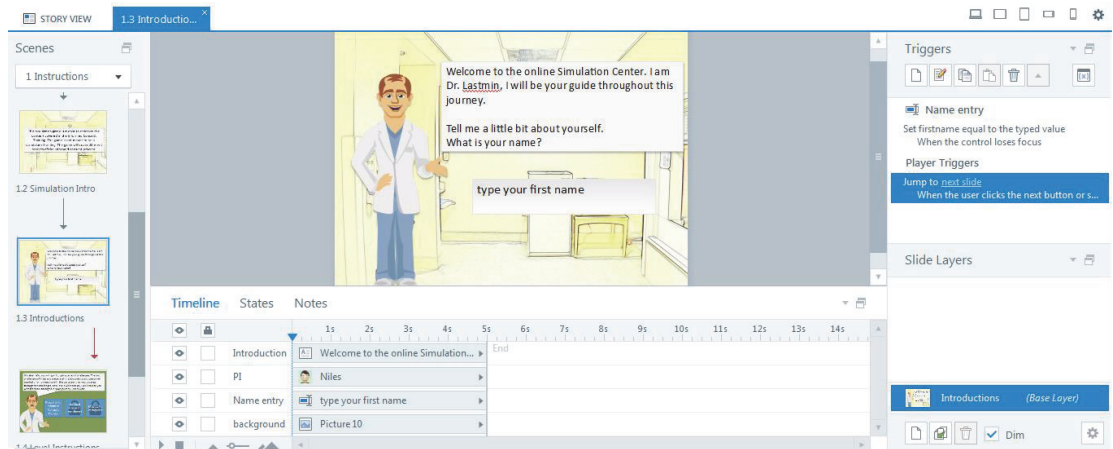 STORY VIEW
1.3 Introductio...
Scenes
1 Instructions
1.2 Simulation Intro
1.3 Introductions
1.4 Level Instructions
Welcome to the online Simulation Center. I am
Dr. Lastmin, I will be your guide throughout this
journey.
Tell me a little bit about yourself.
What is your name?
type your first name
Timeline States Notes
1s 2s 3s 4s 5s 6s 7s 8s 9s 10s 11s 12s 13s 14s
Introduction Welcome to the online Simulation... End
PI Niles
Name entry type your first name
background Picture 10
Triggers
Name entry
Set firstname equal to the typed value
When the control loses focus
Player Triggers
Jump to next slide
When the user clicks the next button or s...
Slide Layers
Introductions (Base Layer)
Dim